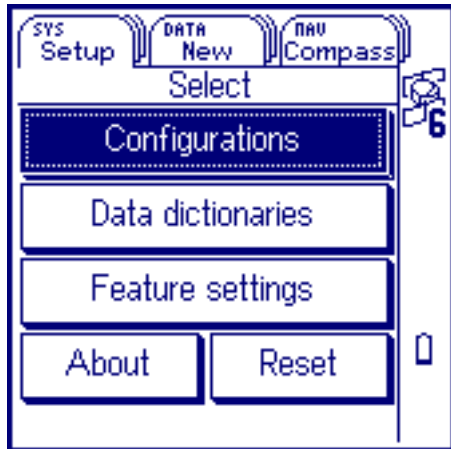 SYS DATA NAV
Setup New Compass
Select
6
Configurations
Data dictionaries
Feature settings
About Reset